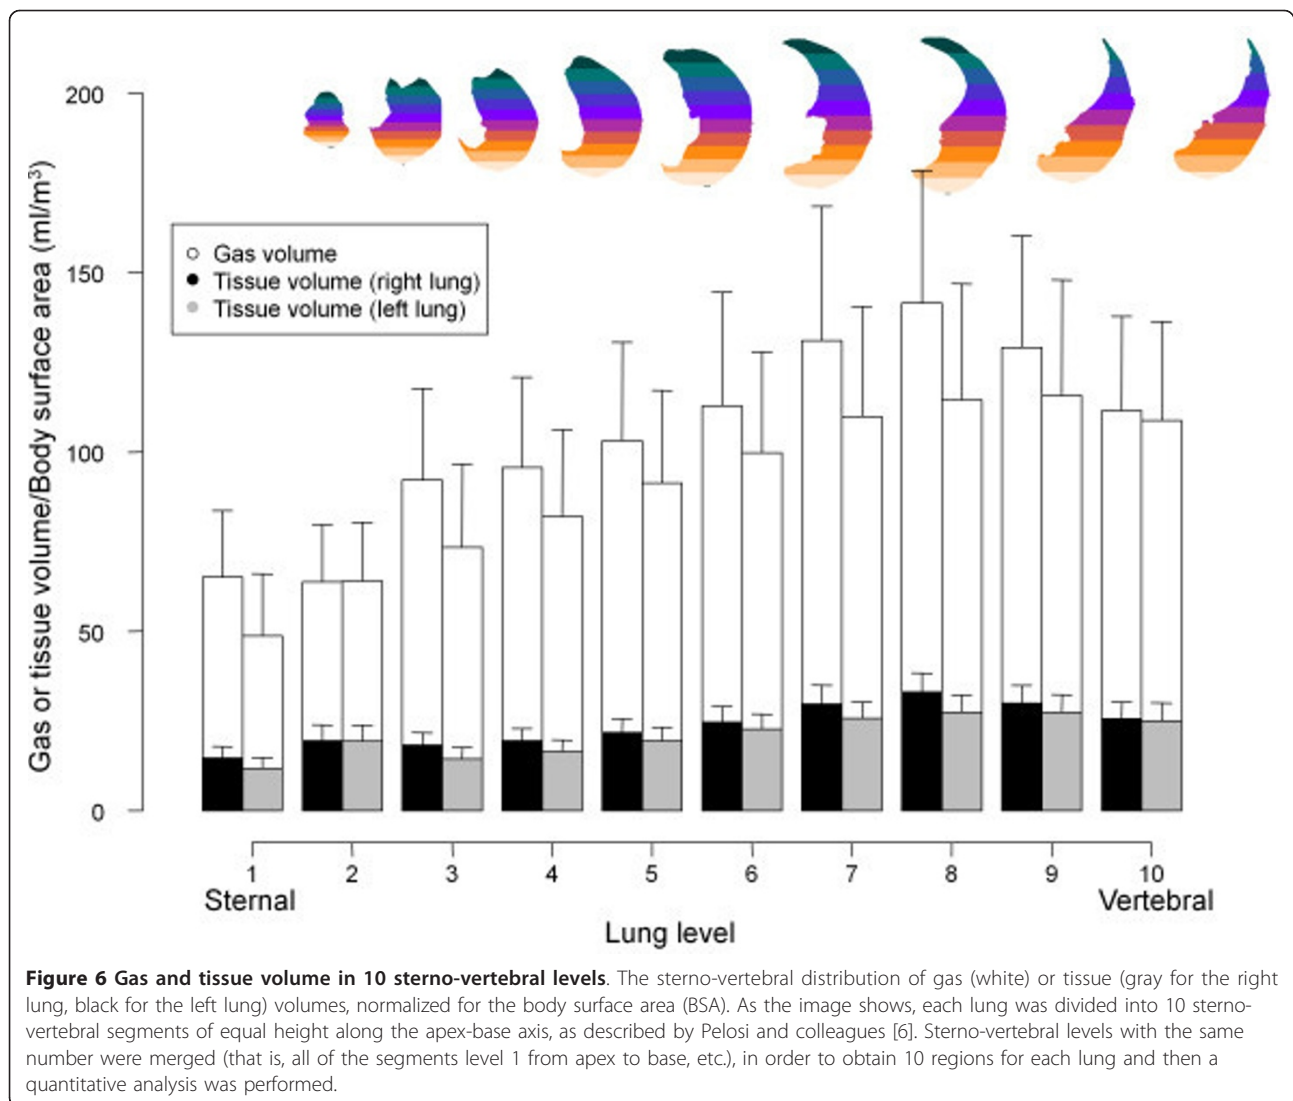 200
150
100
50
0
Gas or tissue volume/Body surface area (ml/m³)
Gas volume
Tissue volume (right lung)
Tissue volume (left lung)
1 2 3 4 5 6 7 8 9 10
Sternal Vertebral
Lung level
Figure 6 Gas and tissue volume in 10 sterno-vertebral levels. The sterno-vertebral distribution of gas (white) or tissue (gray for the right
lung, black for the left lung) volumes, normalized for the body surface area (BSA). As the image shows, each lung was divided into 10 sterno-
vertebral segments of equal height along the apex-base axis, as described by Pelosi and colleagues [6]. Sterno-vertebral levels with the same
number were merged (that is, all of the segments level 1 from apex to base, etc.), in order to obtain 10 regions for each lung and then a
quantitative analysis was performed.